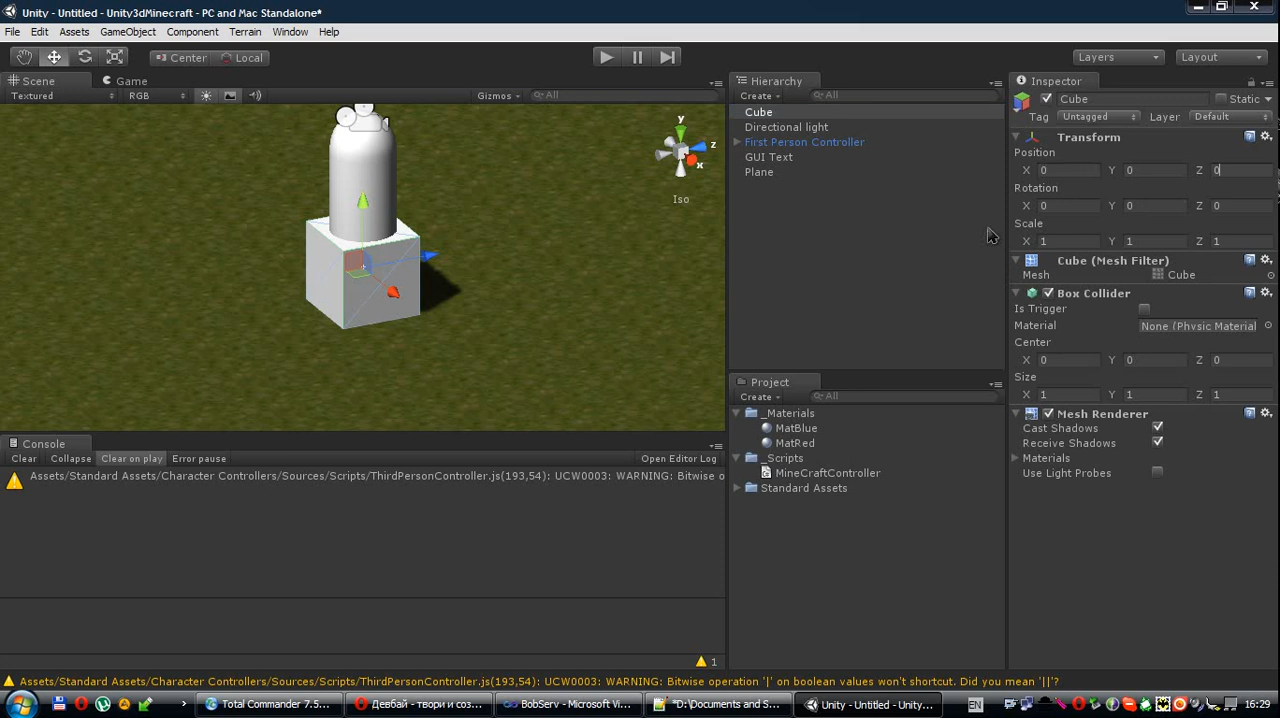 Unity - Untitled - Unity3dMinecraft - PC and Mac Standalone*
File Edit Assets GameObject Component Terrain Window Help
Center Local Layers Layout
Scene Game
Textured RGB Gizmos All
y
z
x
Iso
Hierarchy
Create All
Cube
Directional light
First Person Controller
GUI Text
Plane
Inspector
Cube Static
Tag Untagged Layer Default
Transform
Position
X 0 Y 0 Z 0
Rotation
X 0 Y 0 Z 0
Scale
X 1 Y 1 Z 1
Cube (Mesh Filter)
Mesh Cube
Box Collider
Is Trigger
Material None (Physic Material
Center
X 0 Y 0 Z 0
Size
X 1 Y 1 Z 1
Mesh Renderer
Cast Shadows
Receive Shadows
Materials
Use Light Probes
Project
Create All
_Materials
MatBlue
MatRed
_Scripts
MineCraftController
Standard Assets
Console
Clear Collapse Clear on play Error pause Open Editor Log
Assets/Standard Assets/Character Controllers/Sources/Scripts/ThirdPersonController.js(193,54): UCW0003: WARNING: Bitwise o
1
Assets/Standard Assets/Character Controllers/Sources/Scripts/ThirdPersonController.js(193,54): UCW0003: WARNING: Bitwise operation '|' on boolean values won't shortcut. Did you mean '||'?
Total Commander 7.5... Девбай - твори и соз... BobServ - Microsoft Vi... *D:\Documents and S... Unity - Untitled - Unity... EN 16:29